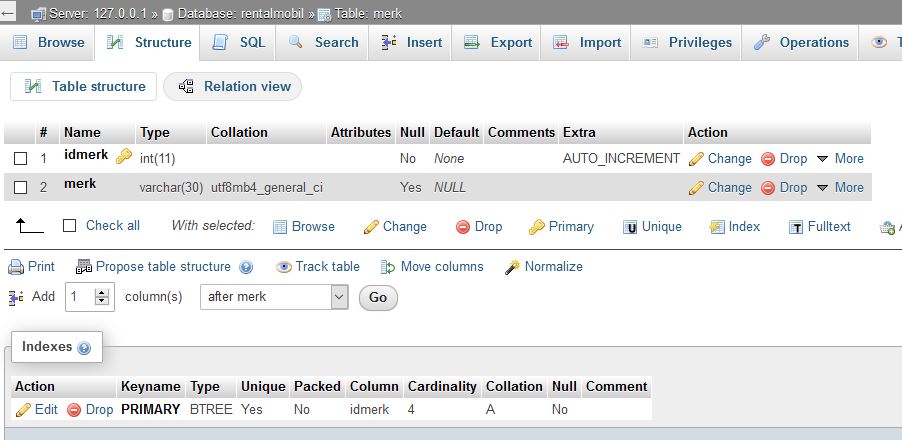 Server: 127.0.0.1 » Database: rentalmobil » Table: merk
Browse Structure SQL Search Insert Export Import Privileges Operations T
Table structure Relation view
# Name Type Collation Attributes Null Default Comments Extra Action
1 idmerk int(11) No None AUTO_INCREMENT Change Drop More
2 merk varchar(30) utf8mb4_general_ci Yes NULL Change Drop More
Check all With selected: Browse Change Drop Primary Unique Index Fulltext A
Print Propose table structure Track table Move columns Normalize
Add 1 column(s) after merk Go
Indexes
Action Keyname Type Unique Packed Column Cardinality Collation Null Comment
Edit Drop PRIMARY BTREE Yes No idmerk 4 A No